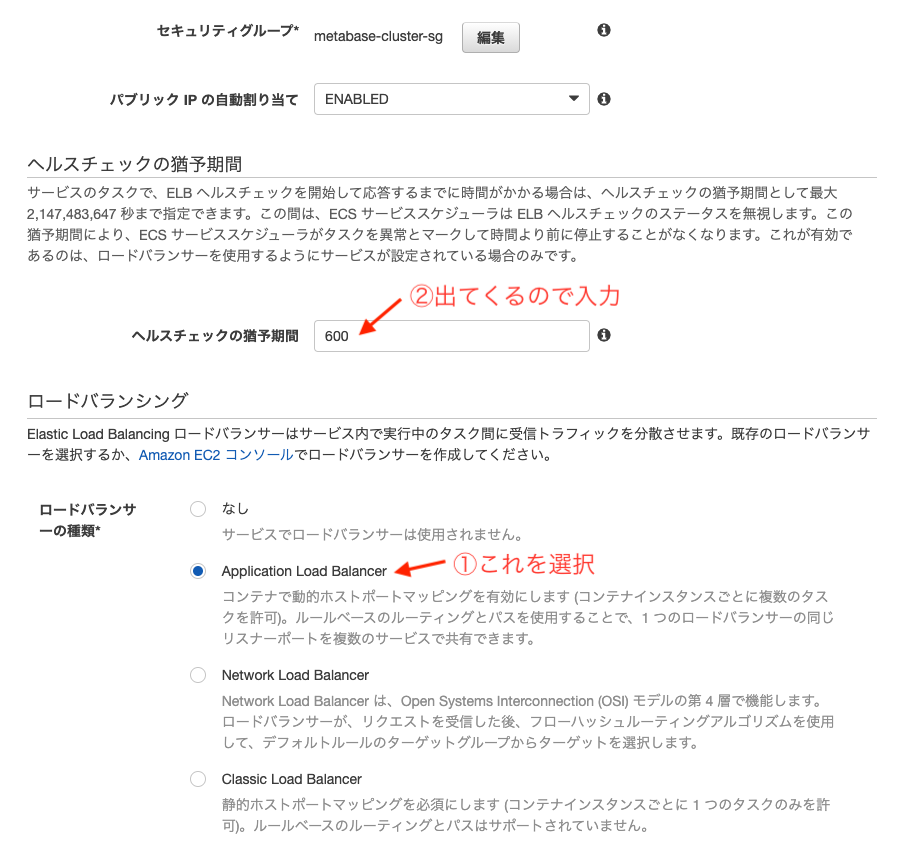 セキュリティグループ* metabase-cluster-sg 編集
パブリック IP の自動割り当て ENABLED
ヘルスチェックの猶予期間
サービスのタスクで、ELB ヘルスチェックを開始して応答するまでに時間がかかる場合は、ヘルスチェックの猶予期間として最大
2,147,483,647 秒まで指定できます。この間は、ECS サービススケジューラは ELB ヘルスチェックのステータスを無視します。この
猶予期間により、ECS サービススケジューラがタスクを異常とマークして時間より前に停止することがなくなります。これが有効で
あるのは、ロードバランサーを使用するようにサービスが設定されている場合のみです。
②出てくるので入力
ヘルスチェックの猶予期間 600
ロードバランシング
Elastic Load Balancing ロードバランサーはサービス内で実行中のタスク間に受信トラフィックを分散させます。既存のロードバランサ
ーを選択するか、Amazon EC2 コンソールでロードバランサーを作成してください。
ロードバランサ
ーの種類*
なし
サービスでロードバランサーは使用されません。
Application Load Balancer ①これを選択
コンテナで動的ホストポートマッピングを有効にします (コンテナインスタンスごとに複数のタス
クを許可)。ルールベースのルーティングとパスを使用することで、1 つのロードバランサーの同じ
リスナーポートを複数のサービスで共有できます。
Network Load Balancer
Network Load Balancer は、Open Systems Interconnection (OSI) モデルの第 4 層で機能します。
ロードバランサーが、リクエストを受信した後、フローハッシュルーティングアルゴリズムを使用
して、デフォルトルールのターゲットグループからターゲットを選択します。
Classic Load Balancer
静的ホストポートマッピングを必須にします (コンテナインスタンスごとに 1 つのタスクのみを許
可)。ルールベースのルーティングとパスはサポートされていません。